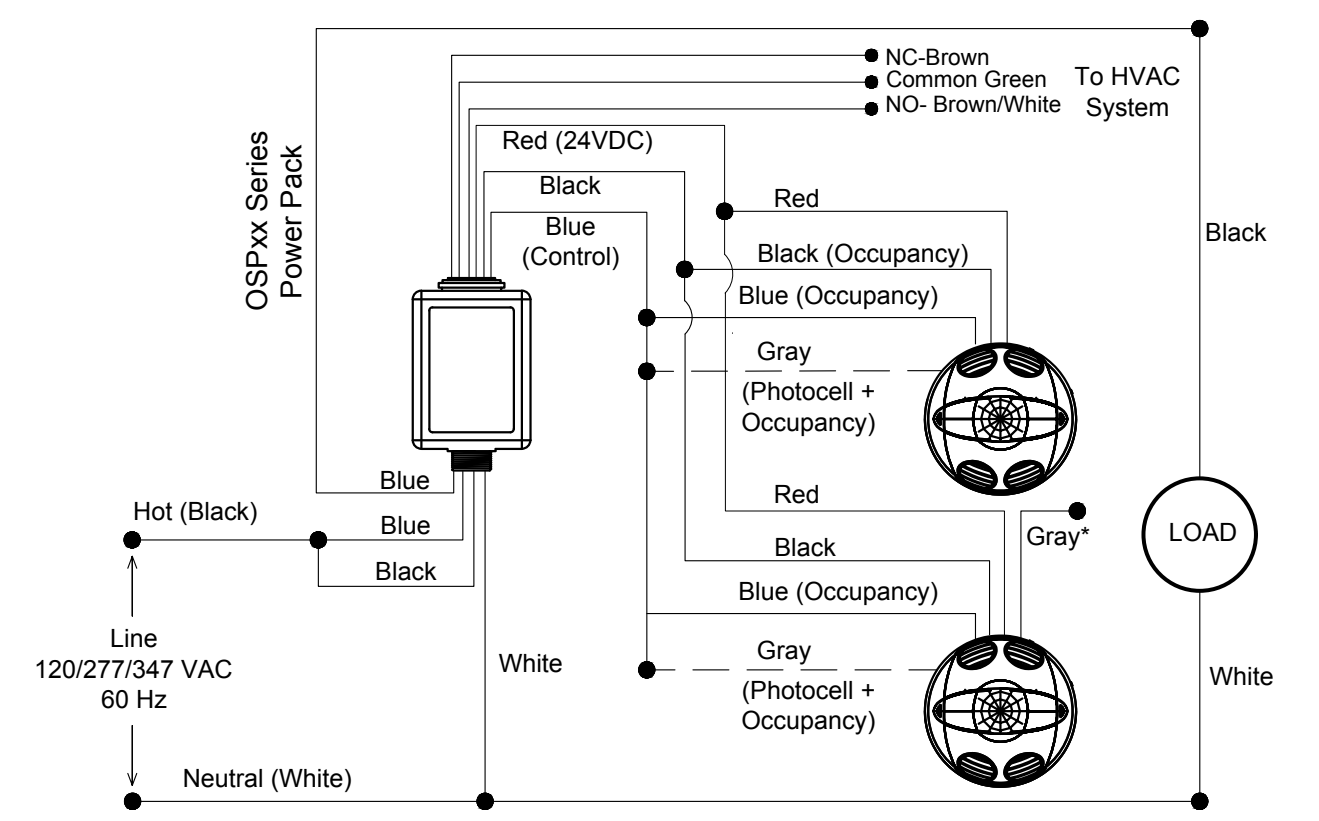 NC-Brown
Common Green
NO- Brown/White
To HVAC
System
OSPxx Series
Power Pack
Red (24VDC)
Black
Blue
(Control)
Red
Black (Occupancy)
Blue (Occupancy)
Gray
(Photocell +
Occupancy)
Black
Blue
Hot (Black)
Blue
Black
Red
Gray*
LOAD
Black
Blue (Occupancy)
Gray
(Photocell +
Occupancy)
Line
120/277/347 VAC
60 Hz
White
White
Neutral (White)